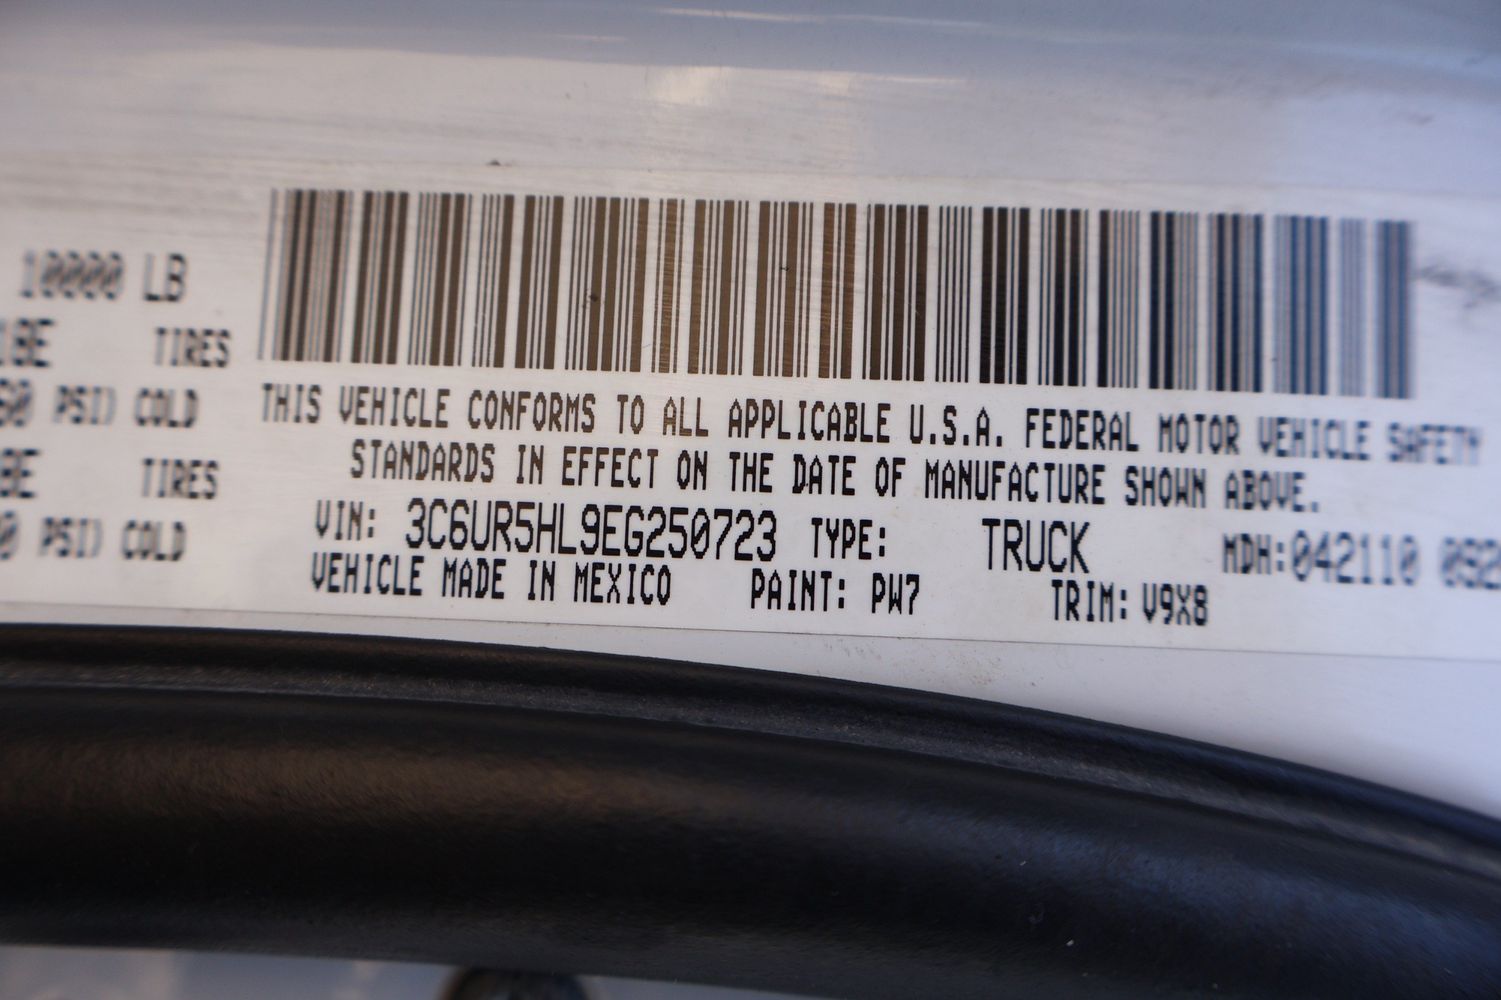 10000 LB
TIRES
PSI) COLD
THIS VEHICLE CONFORMS TO ALL APPLICABLE U.S.A. FEDERAL MOTOR VEHICLE SAFETY
TIRES
STANDARDS IN EFFECT ON THE DATE OF MANUFACTURE SHOWN ABOVE.
PSI) COLD
VIN: 3C6UR5HL9EG250723 TYPE: TRUCK MDH:042110 092
VEHICLE MADE IN MEXICO PAINT: PW7 TRIM: V9X8